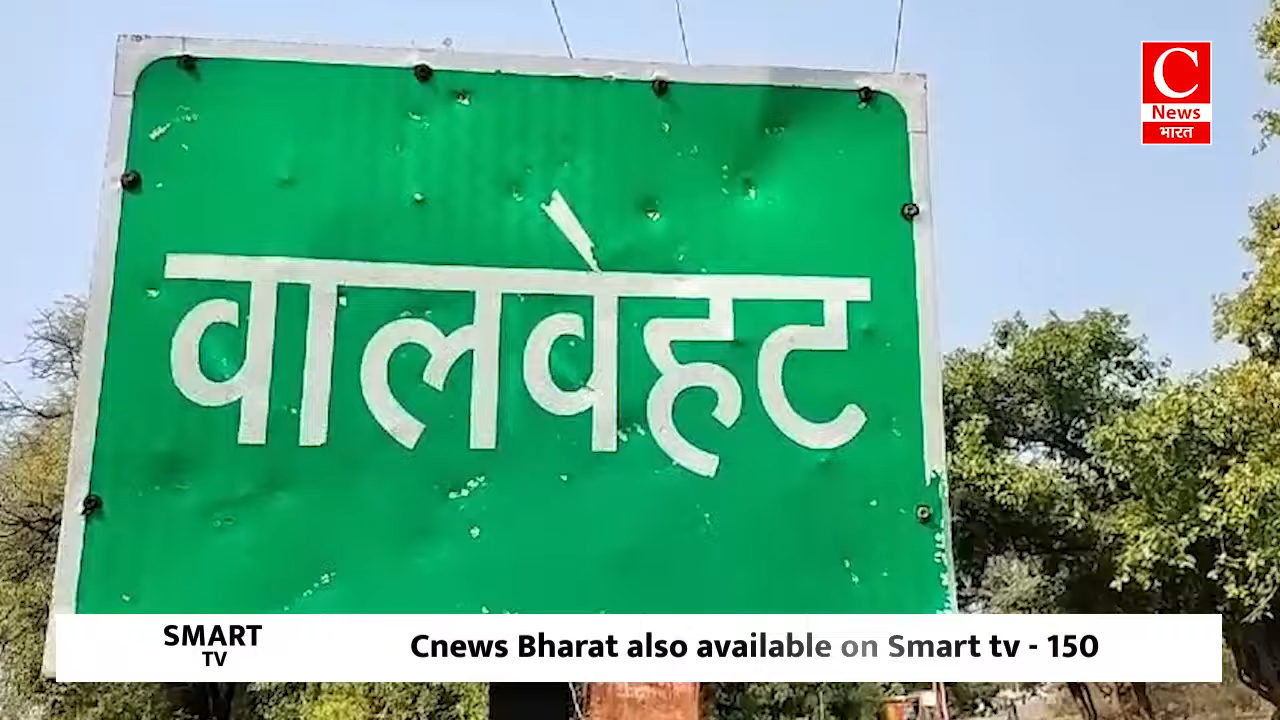 C
News
भारत
वालवेहट
SMART
TV
Cnews Bharat also available on Smart tv - 150